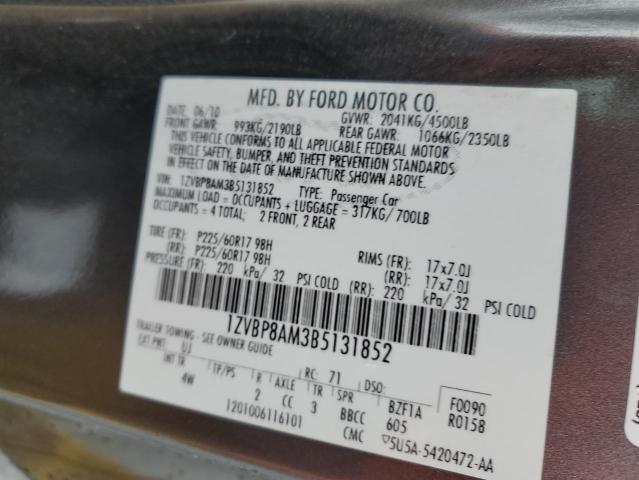 MFD. BY FORD MOTOR CO.
DATE: 06/10 GVWR: 2041KG/4500LB
FRONT GAWR: 993KG/2190LB REAR GAWR: 1066KG/2350LB
THIS VEHICLE CONFORMS TO ALL APPLICABLE FEDERAL MOTOR
VEHICLE SAFETY, BUMPER, AND THEFT PREVENTION STANDARDS
IN EFFECT ON THE DATE OF MANUFACTURE SHOWN ABOVE.
VIN: 1ZVBP8AM3B5131852 TYPE: Passenger Car
MAXIMUM LOAD = OCCUPANTS + LUGGAGE = 317KG/700LB
OCCUPANTS = 4 TOTAL; 2 FRONT, 2 REAR
TIRE (FR): P225/60R17 98H RIMS (FR): 17x7.0J
(RR): P225/60R17 98H (RR): 17x7.0J
PRESSURE (FR): 220 kPa/ 32 PSI COLD (RR): 220 kPa/ 32 PSI COLD
1ZVBP8AM3B5131852
TRAILER TOWING - SEE OWNER GUIDE
EXT PNT: UJ RC: 71 DSO: F0090
INT TR TP/PS R AXLE TR SPR BZF1A R0158
4W 2 CC 3 BBCC 605
1201006116101 CMC 5U5A-5420472-AA